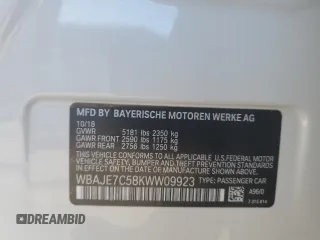 MFD BY BAYERISCHE MOTOREN WERKE AG
10/18
GVWR 5181 lbs 2350 kg
GAWR FRONT 2590 lbs 1175 kg
GAWR REAR 2756 lbs 1250 kg
THIS VEHICLE CONFORMS TO ALL APPLICABLE U.S. FEDERAL MOTOR
VEHICLE SAFETY, BUMPER, AND THEFT PREVENTION STANDARDS
IN EFFECT ON THE DATE OF MANUFACTURE SHOWN ABOVE.
WBAJE7C58KWW09923 TYPE: PASSENGER CAR
A96/0
DREAMBID